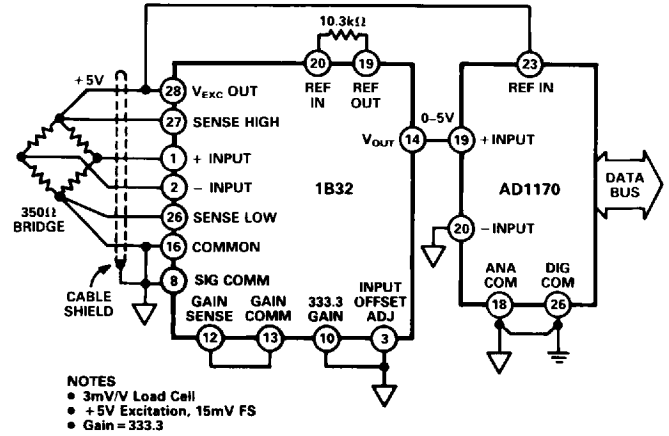 10.3kΩ
20
19
23
REF IN
REF OUT
REF IN
+5V
28
VEXC OUT
27
SENSE HIGH
0–5V
VOUT
14
19
+ INPUT
1
+ INPUT
2
– INPUT
1B32
AD1170
DATA BUS
26
SENSE LOW
20
– INPUT
350Ω BRIDGE
16
COMMON
8
SIG COMM
CABLE SHIELD
GAIN SENSE
GAIN COMM
333.3 GAIN
INPUT OFFSET ADJ
ANA COM
DIG COM
12
13
10
3
18
26
NOTES
• 3mV/V Load Cell
• +5V Excitation, 15mV FS
• Gain = 333.3